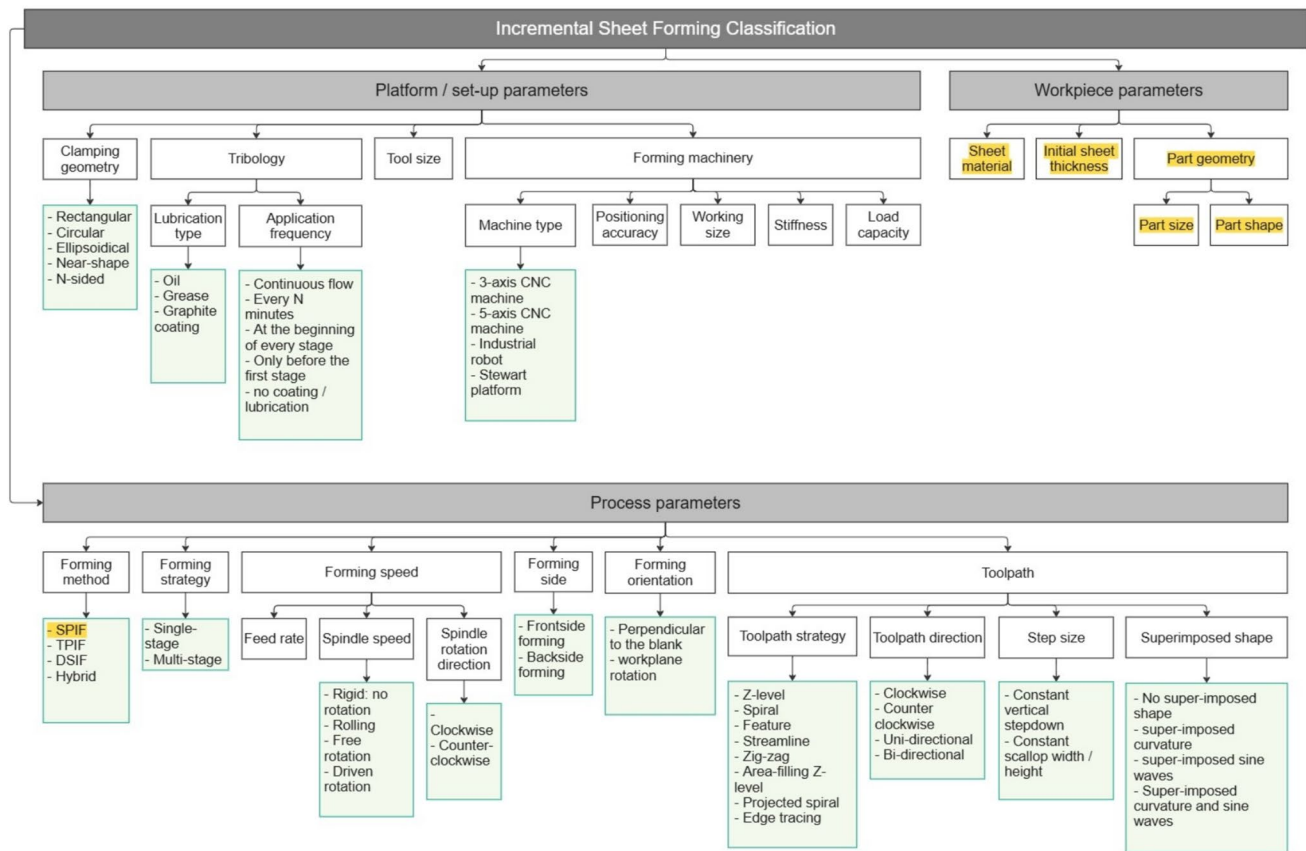 Incremental Sheet Forming Classification
Platform / set-up parameters
Workpiece parameters
Clamping
geometry
Tribology
Tool size
Forming machinery
Sheet
material
Initial sheet
thickness
Part geometry
- Rectangular
- Circular
- Ellipsoidical
- Near-shape
- N-sided
Lubrication
type
Application
frequency
Machine type
Positioning
accuracy
Working
size
Stiffness
Load
capacity
Part size
Part shape
- Oil
- Grease
- Graphite
coating
- Continuous flow
- Every N
minutes
- At the beginning
of every stage
- Only before the
first stage
- no coating /
lubrication
- 3-axis CNC
machine
- 5-axis CNC
machine
- Industrial
robot
- Stewart
platform
Process parameters
Forming
method
Forming
strategy
Forming speed
Forming
side
Forming
orientation
Toolpath
- SPIF
- TPIF
- DSIF
- Hybrid
- Single-
stage
- Multi-stage
Feed rate
Spindle speed
Spindle
rotation
direction
- Frontside
forming
- Backside
forming
- Perpendicular
to the blank
- workplane
rotation
Toolpath strategy
Toolpath direction
Step size
Superimposed shape
- Rigid: no
rotation
- Rolling
- Free
rotation
- Driven
rotation
-
Clockwise
- Counter-
clockwise
- Z-level
- Spiral
- Feature
- Streamline
- Zig-zag
- Area-filling Z-
level
- Projected spiral
- Edge tracing
- Clockwise
- Counter
clockwise
- Uni-directional
- Bi-directional
- Constant
vertical
stepdown
- Constant
scallop width /
height
- No super-imposed
shape
- super-imposed
curvature
- super-imposed sine
waves
- Super-imposed
curvature and sine
waves